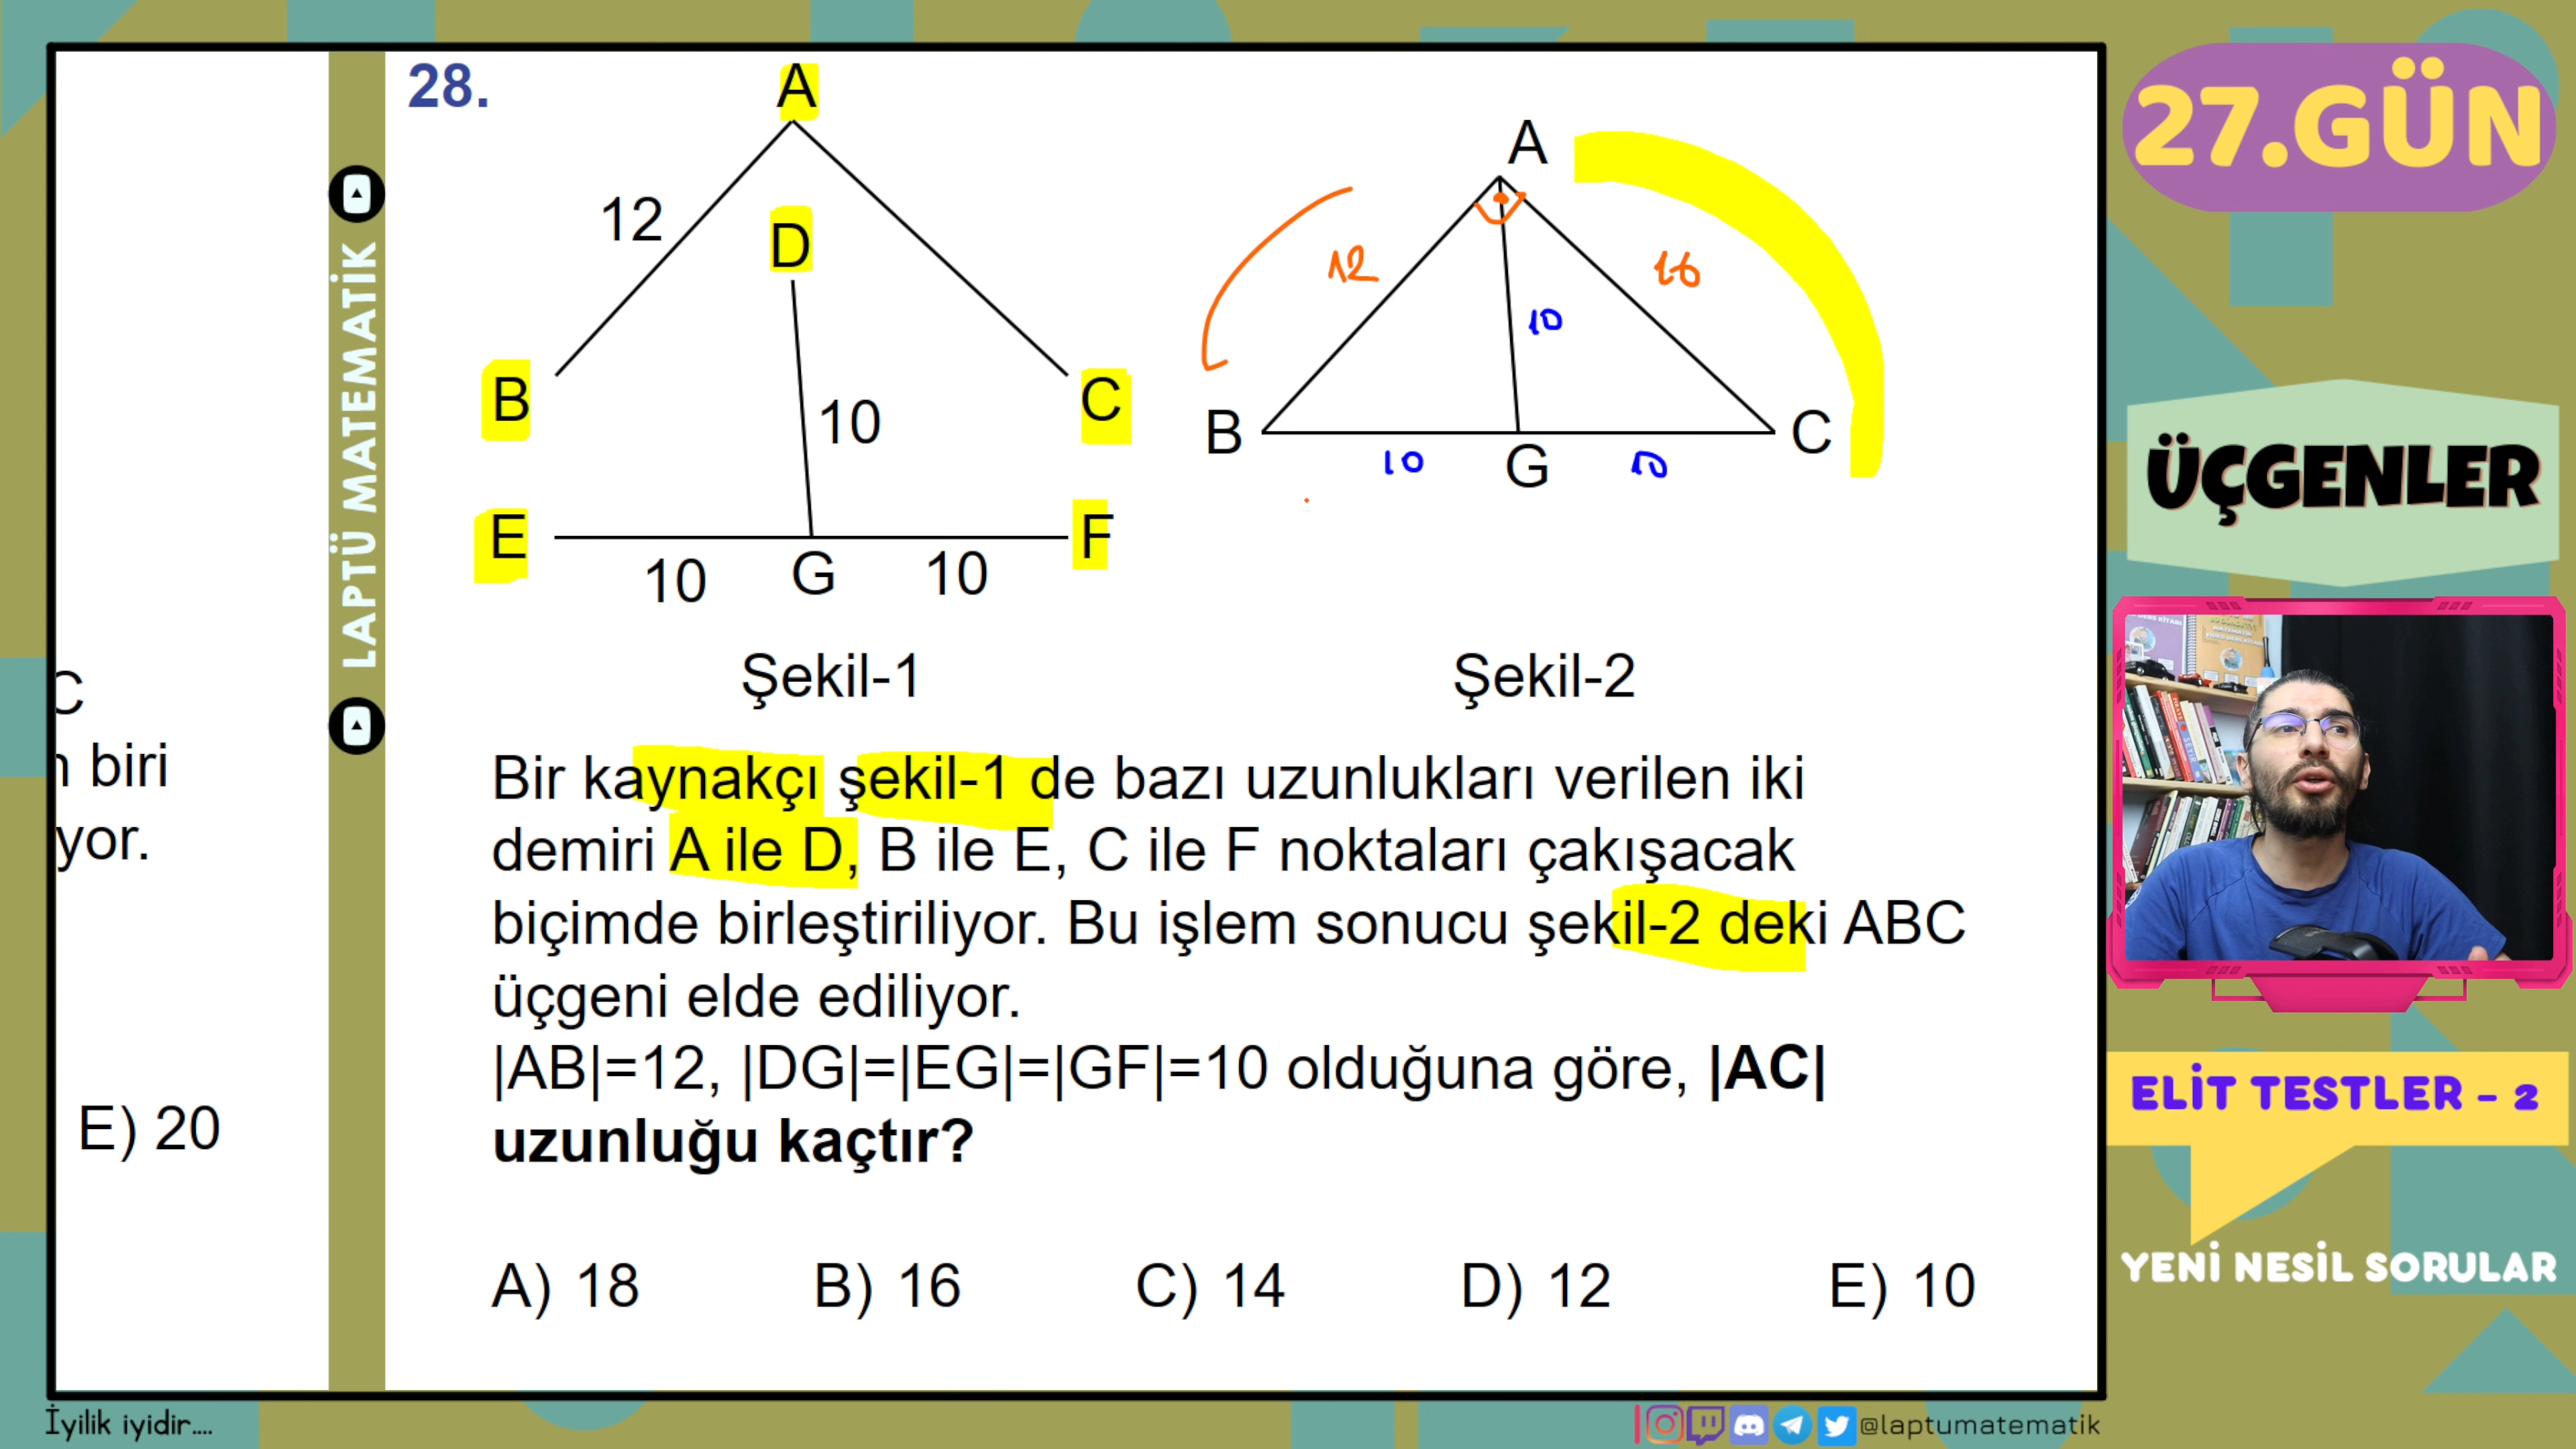 27.GÜN
28.
A
12
D
B
C
10
E
F
10
G
10
Şekil-1
A
12
16
10
B
C
10
G
Şekil-2
LAPTÜ MATEMATİK
C
biri
yor.
E) 20
Bir kaynakçı şekil-1 de bazı uzunlukları verilen iki
demiri A ile D, B ile E, C ile F noktaları çakışacak
biçimde birleştiriliyor. Bu işlem sonucu şekil-2 deki ABC
üçgeni elde ediliyor.
|AB|=12, |DG|=|EG|=|GF|=10 olduğuna göre, |AC|
uzunluğu kaçtır?
A) 18 B) 16 C) 14 D) 12 E) 10
ÜÇGENLER
ELİT TESTLER - 2
YENİ NESİL SORULAR
İyilik iyidir....
@laptumatematik